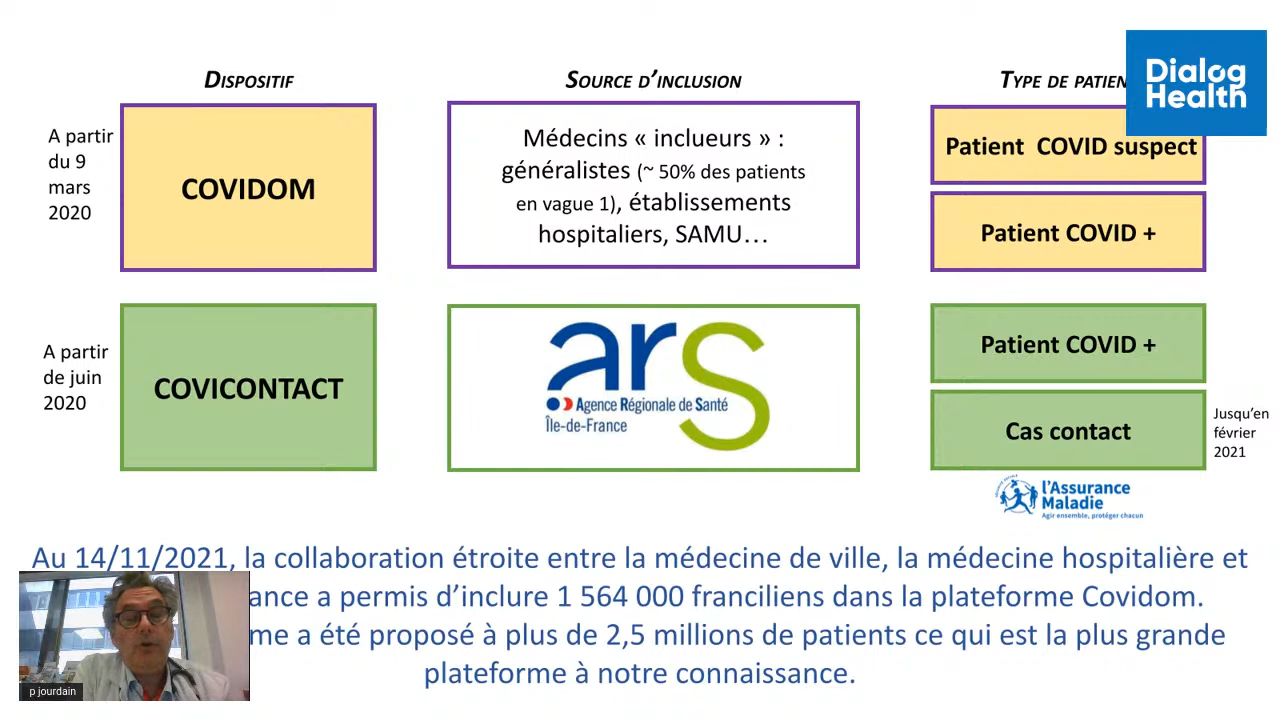 DISPOSITIF
SOURCE D'INCLUSION
TYPE DE PATIEN
Dialog
Health
A partir
du 9
mars
2020
COVIDOM
Médecins « inclueurs » :
généralistes (~ 50% des patients
en vague 1), établissements
hospitaliers, SAMU…
Patient COVID suspect
Patient COVID +
A partir
de juin
2020
COVICONTACT
ars
Agence Régionale de Santé
Île-de-France
Patient COVID +
Cas contact
Jusqu'en
février
2021
l'Assurance
Maladie
Agir ensemble, protéger chacun
Au 14/11/2021, la collaboration étroite entre la médecine de ville, la médecine hospitalière et
ance a permis d'inclure 1 564 000 franciliens dans la plateforme Covidom.
me a été proposé à plus de 2,5 millions de patients ce qui est la plus grande
plateforme à notre connaissance.
p jourdain